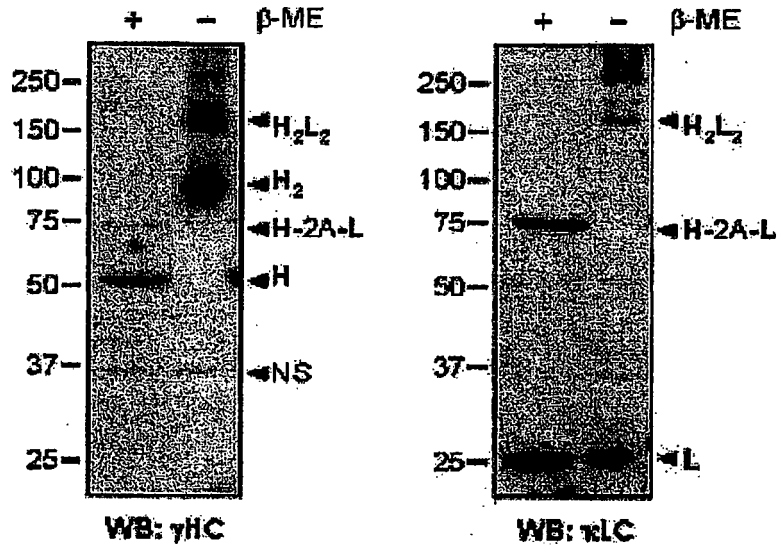 + − β-ME
250
150
100
75
50
37
25
H₂L₂
H₂
H-2A-L
H
NS
WB: γHC
+ − β-ME
250
150
100
75
50
37
25
H₂L₂
H-2A-L
L
WB: κLC